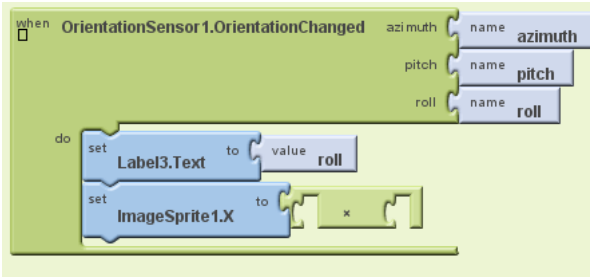 when OrientationSensor1.OrientationChanged azimuth name azimuth
pitch name pitch
roll name roll
do set Label3.Text to value roll
set ImageSprite1.X to ×